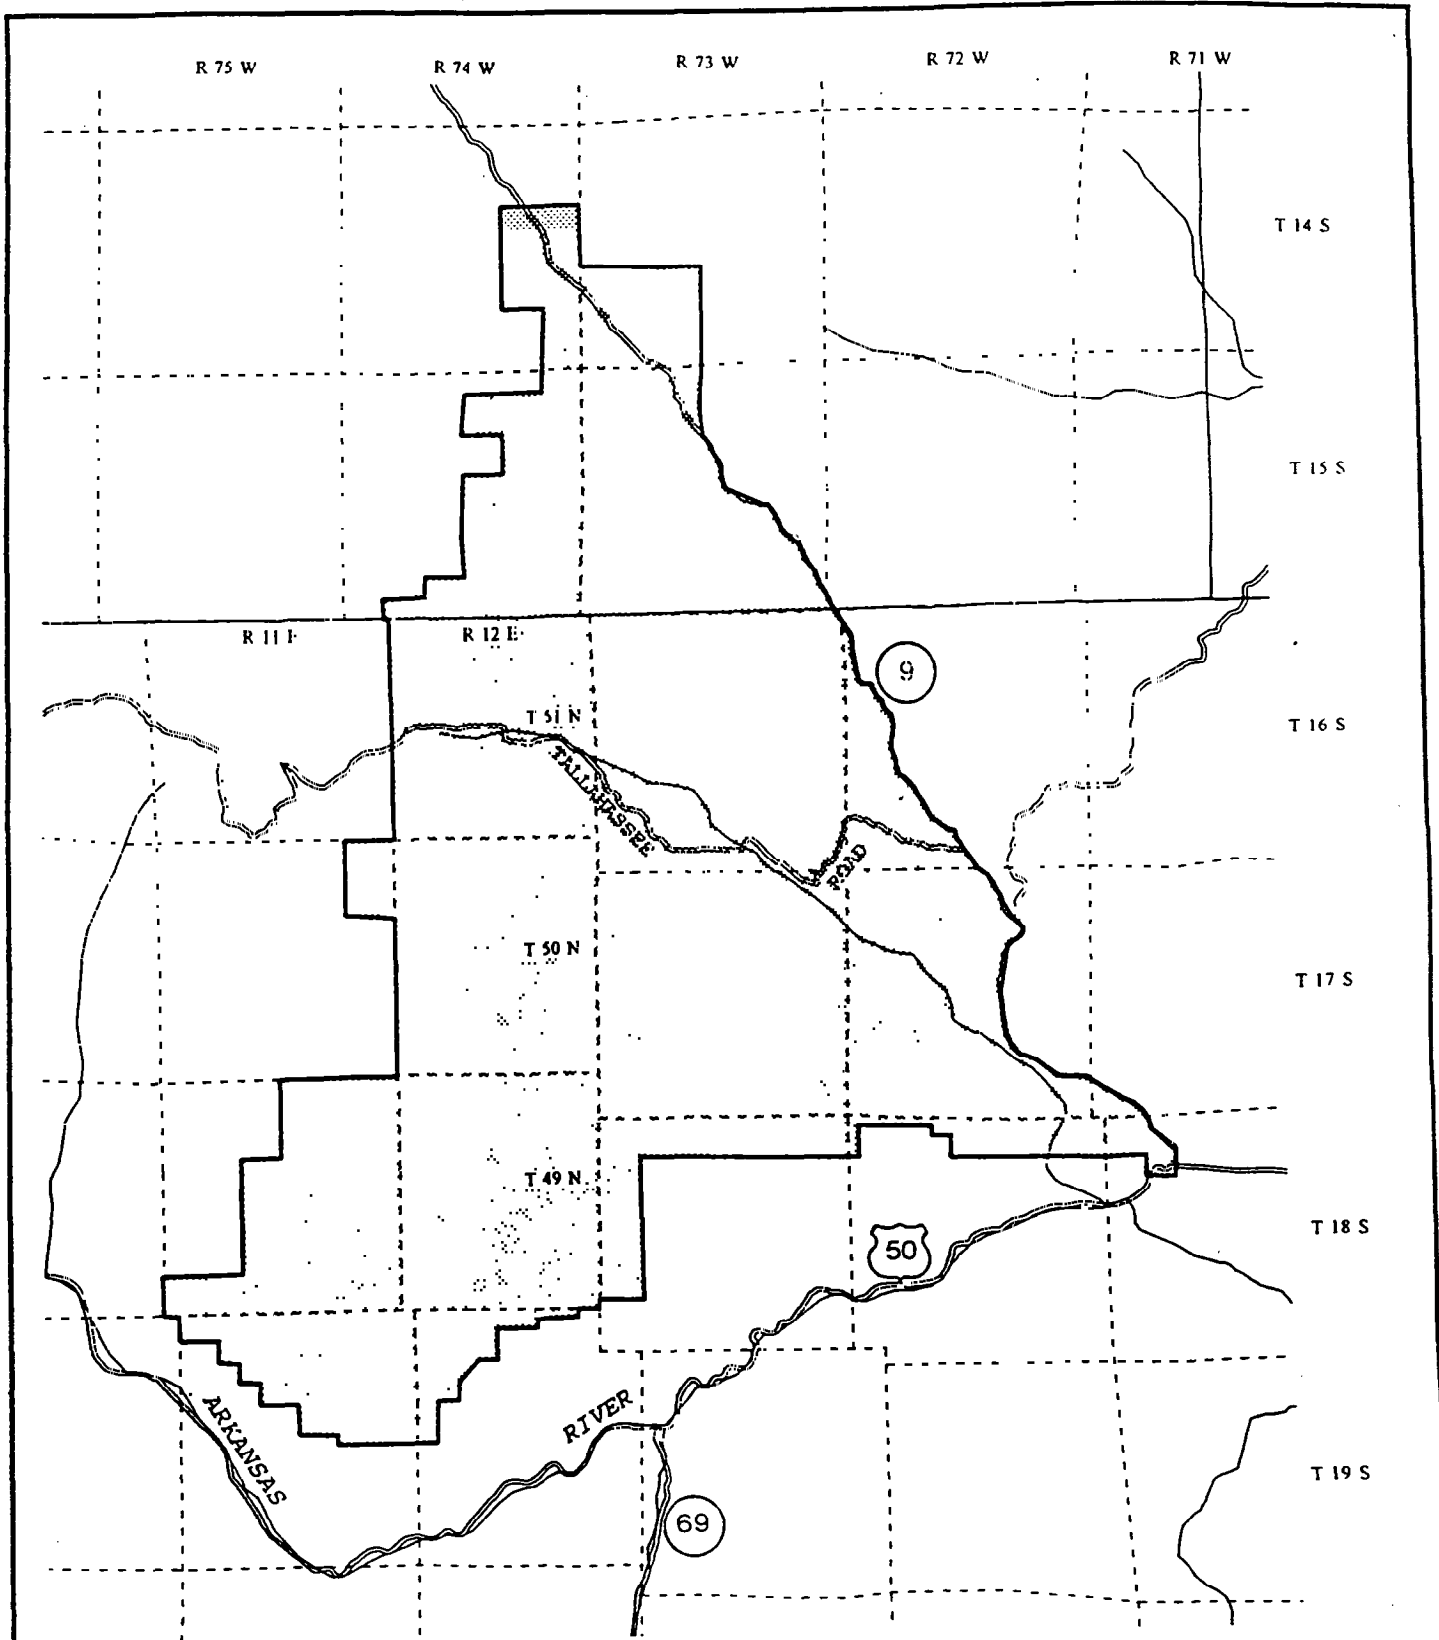 R 75 W R 74 W R 73 W R 72 W R 71 W
T 14 S
T 15 S
R 11 E R 12 E
9
T 51 N
T 16 S
TALLAHASSEE
ROAD
T 50 N
T 17 S
T 49 N
T 18 S
50
ARKANSAS
RIVER
T 19 S
69